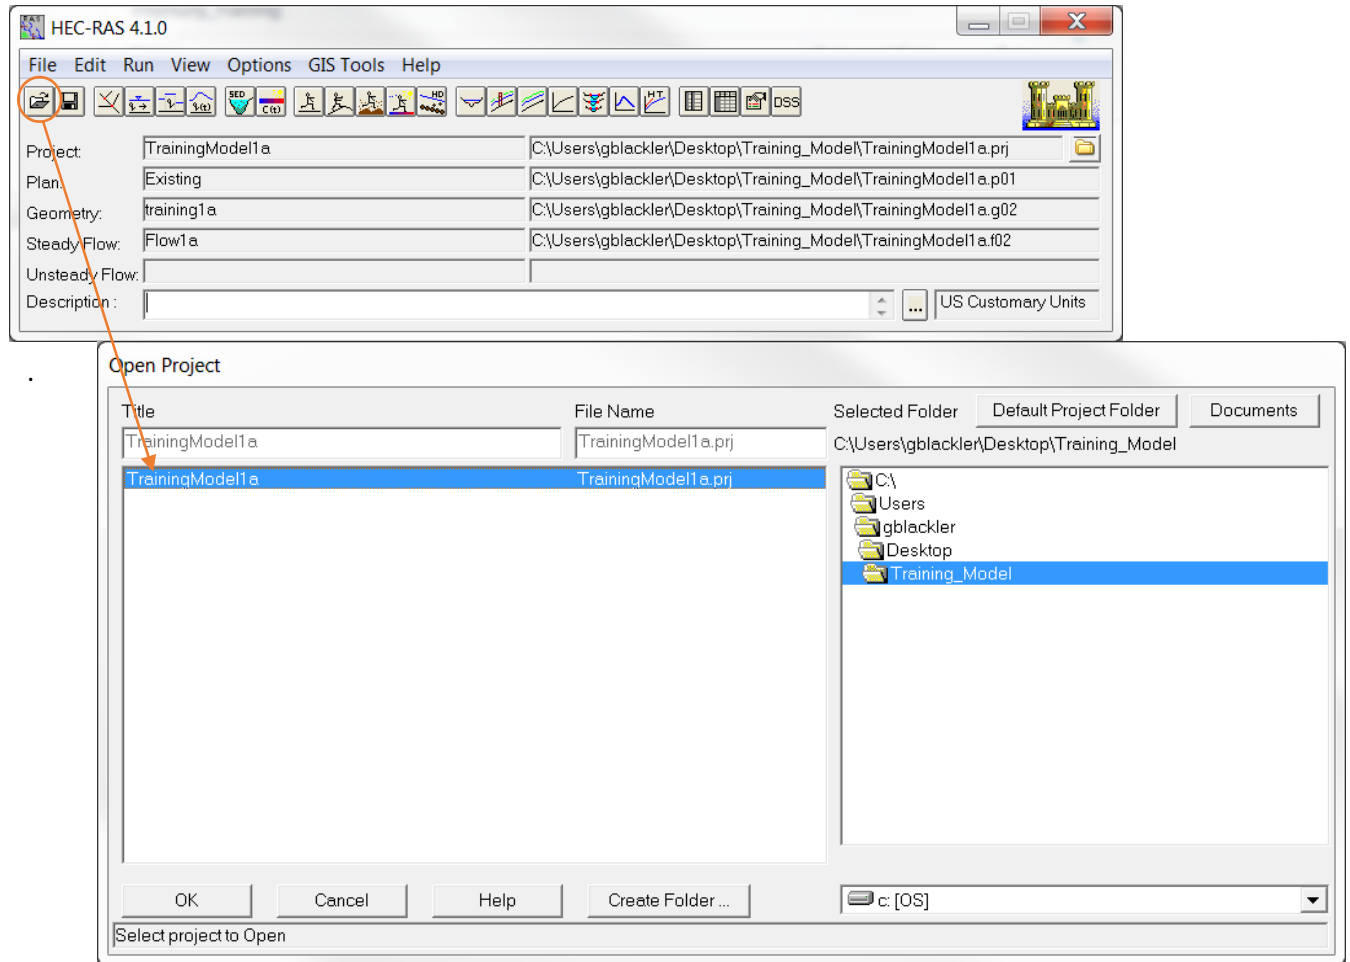 HEC-RAS 4.1.0
File Edit Run View Options GIS Tools Help
SED C(t) HD HT DSS
Project: TrainingModel1a C:\Users\gblackler\Desktop\Training_Model\TrainingModel1a.prj
Plan: Existing C:\Users\gblackler\Desktop\Training_Model\TrainingModel1a.p01
Geometry: training1a C:\Users\gblackler\Desktop\Training_Model\TrainingModel1a.g02
Steady Flow: Flow1a C:\Users\gblackler\Desktop\Training_Model\TrainingModel1a.f02
Unsteady Flow:
Description : ... US Customary Units
.
Open Project
Title File Name Selected Folder Default Project Folder Documents
TrainingModel1a TrainingModel1a.prj C:\Users\gblackler\Desktop\Training_Model
TrainingModel1a TrainingModel1a.prj C:\
Users
gblackler
Desktop
Training_Model
OK Cancel Help Create Folder ... c: [OS]
Select project to Open